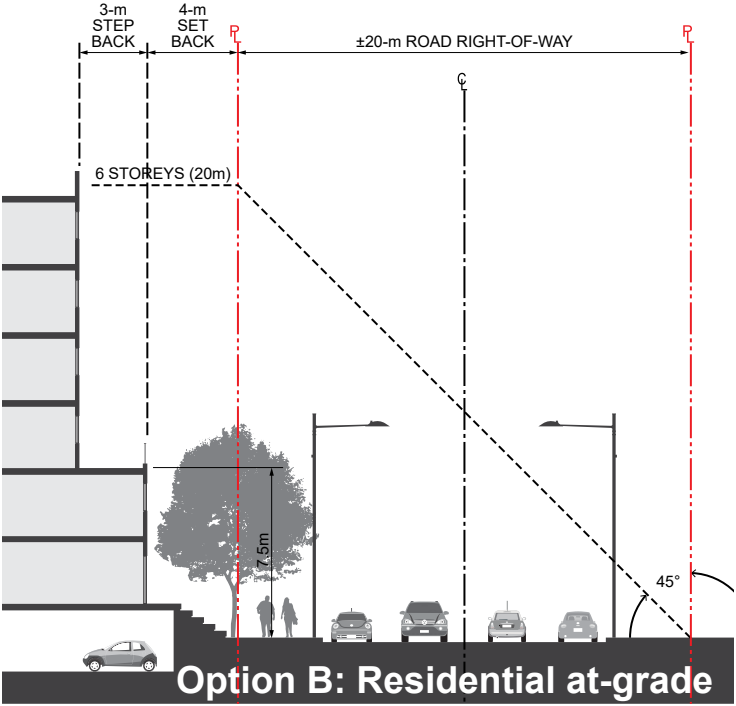 3-m
STEP
BACK
4-m
SET
BACK
PL
±20-m ROAD RIGHT-OF-WAY
PL
CL
6 STOREYS (20m)
7.5m
45°
Option B: Residential at-grade